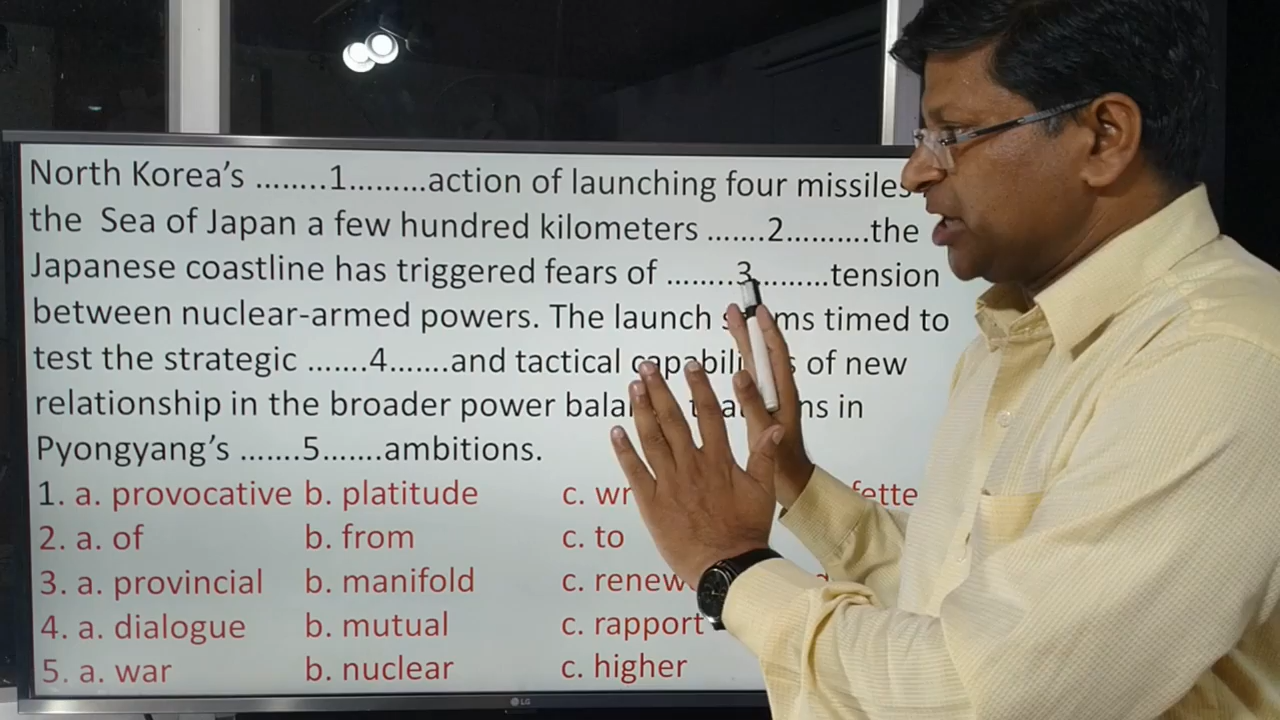 North Korea's ........1.........action of launching four missiles
the Sea of Japan a few hundred kilometers .......2..........the
Japanese coastline has triggered fears of ........3..........tension
between nuclear-armed powers. The launch timed to
test the strategic .......4.......and tactical of new
relationship in the broader power in
Pyongyang's .......5.......ambitions.
1. a. provocative b. platitude c.
2. a. of b. from c. to
3. a. provincial b. manifold c.
4. a. dialogue b. mutual c. rapport
5. a. war b. nuclear c. higher
LG